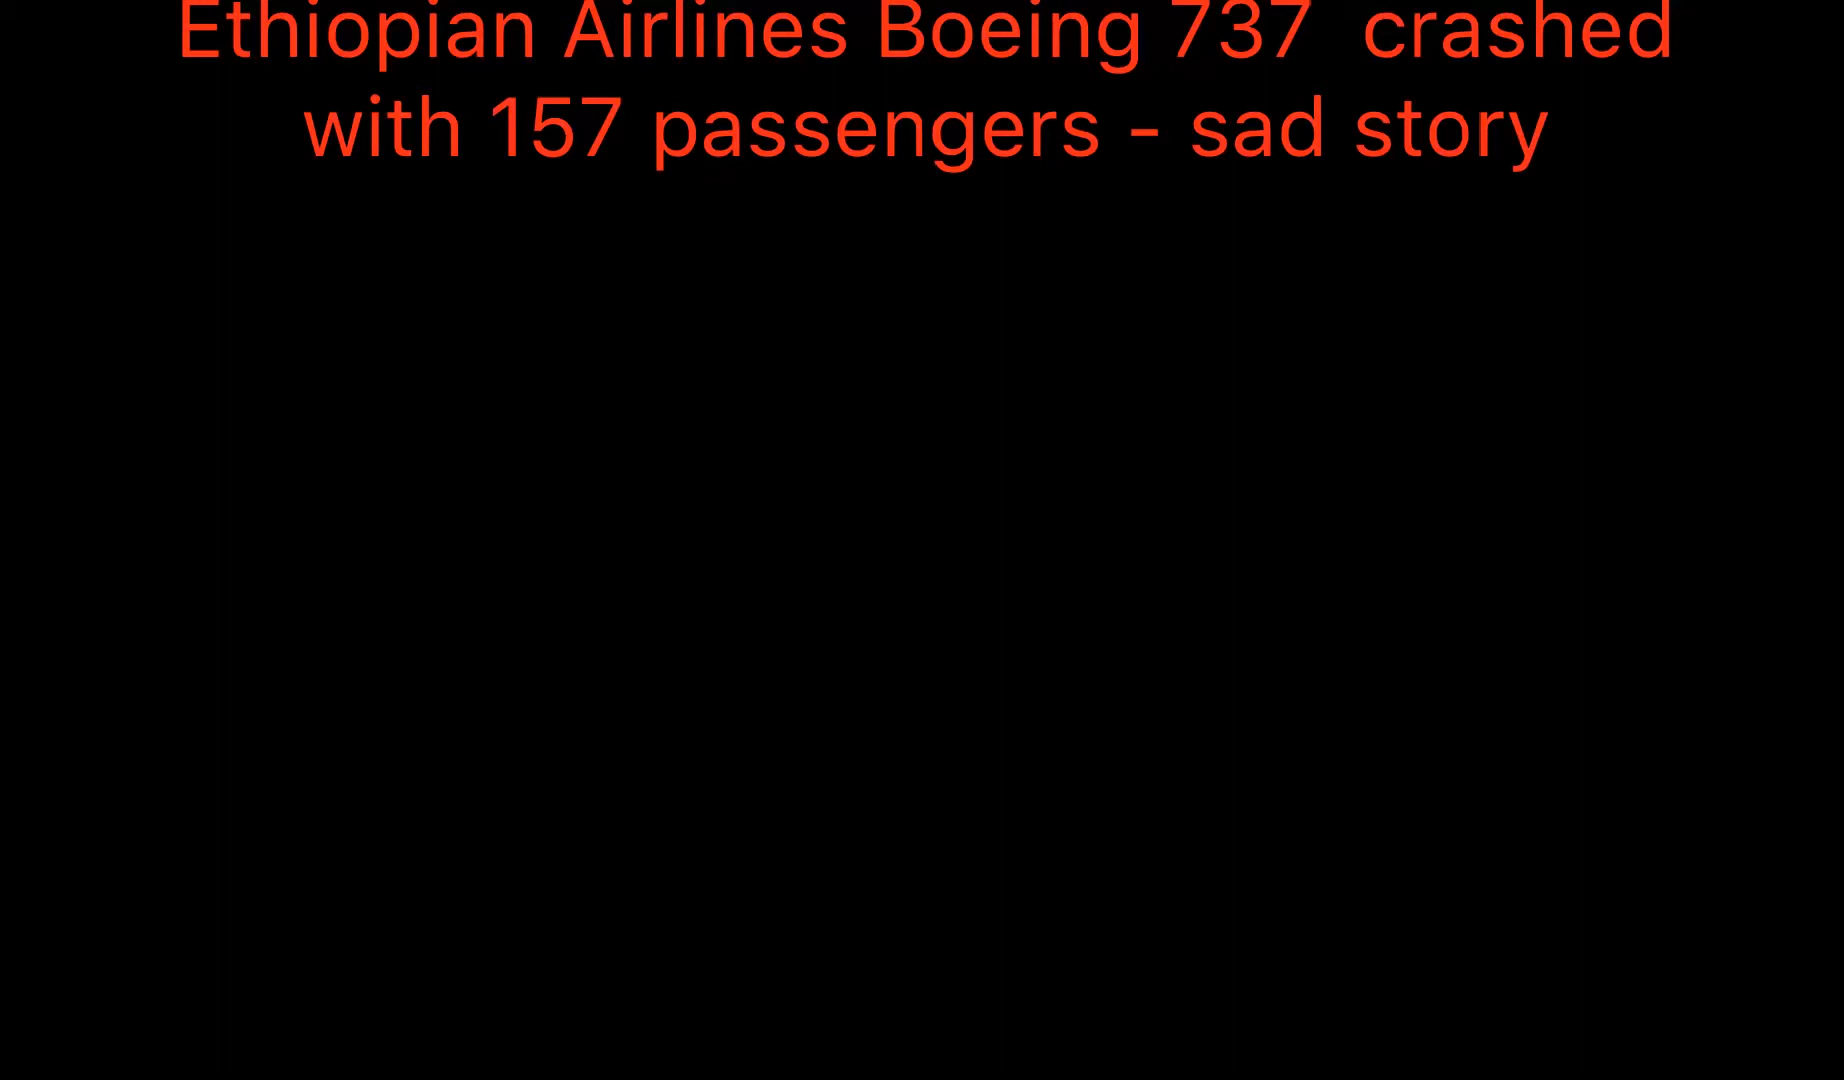 Ethiopian Airlines Boeing 737  crashed
with 157 passengers - sad story